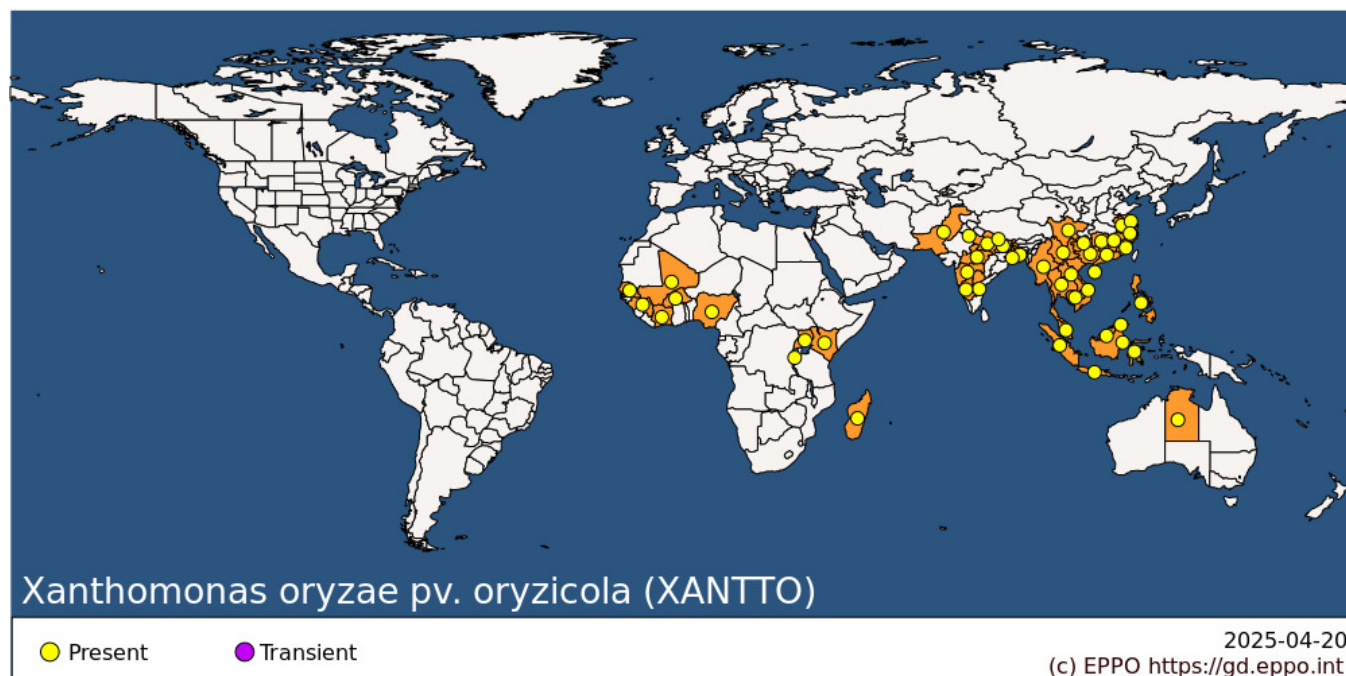 Xanthomonas oryzae pv. oryzicola (XANTTO)
Present
Transient
2025-04-20
(c) EPPO https://gd.eppo.int